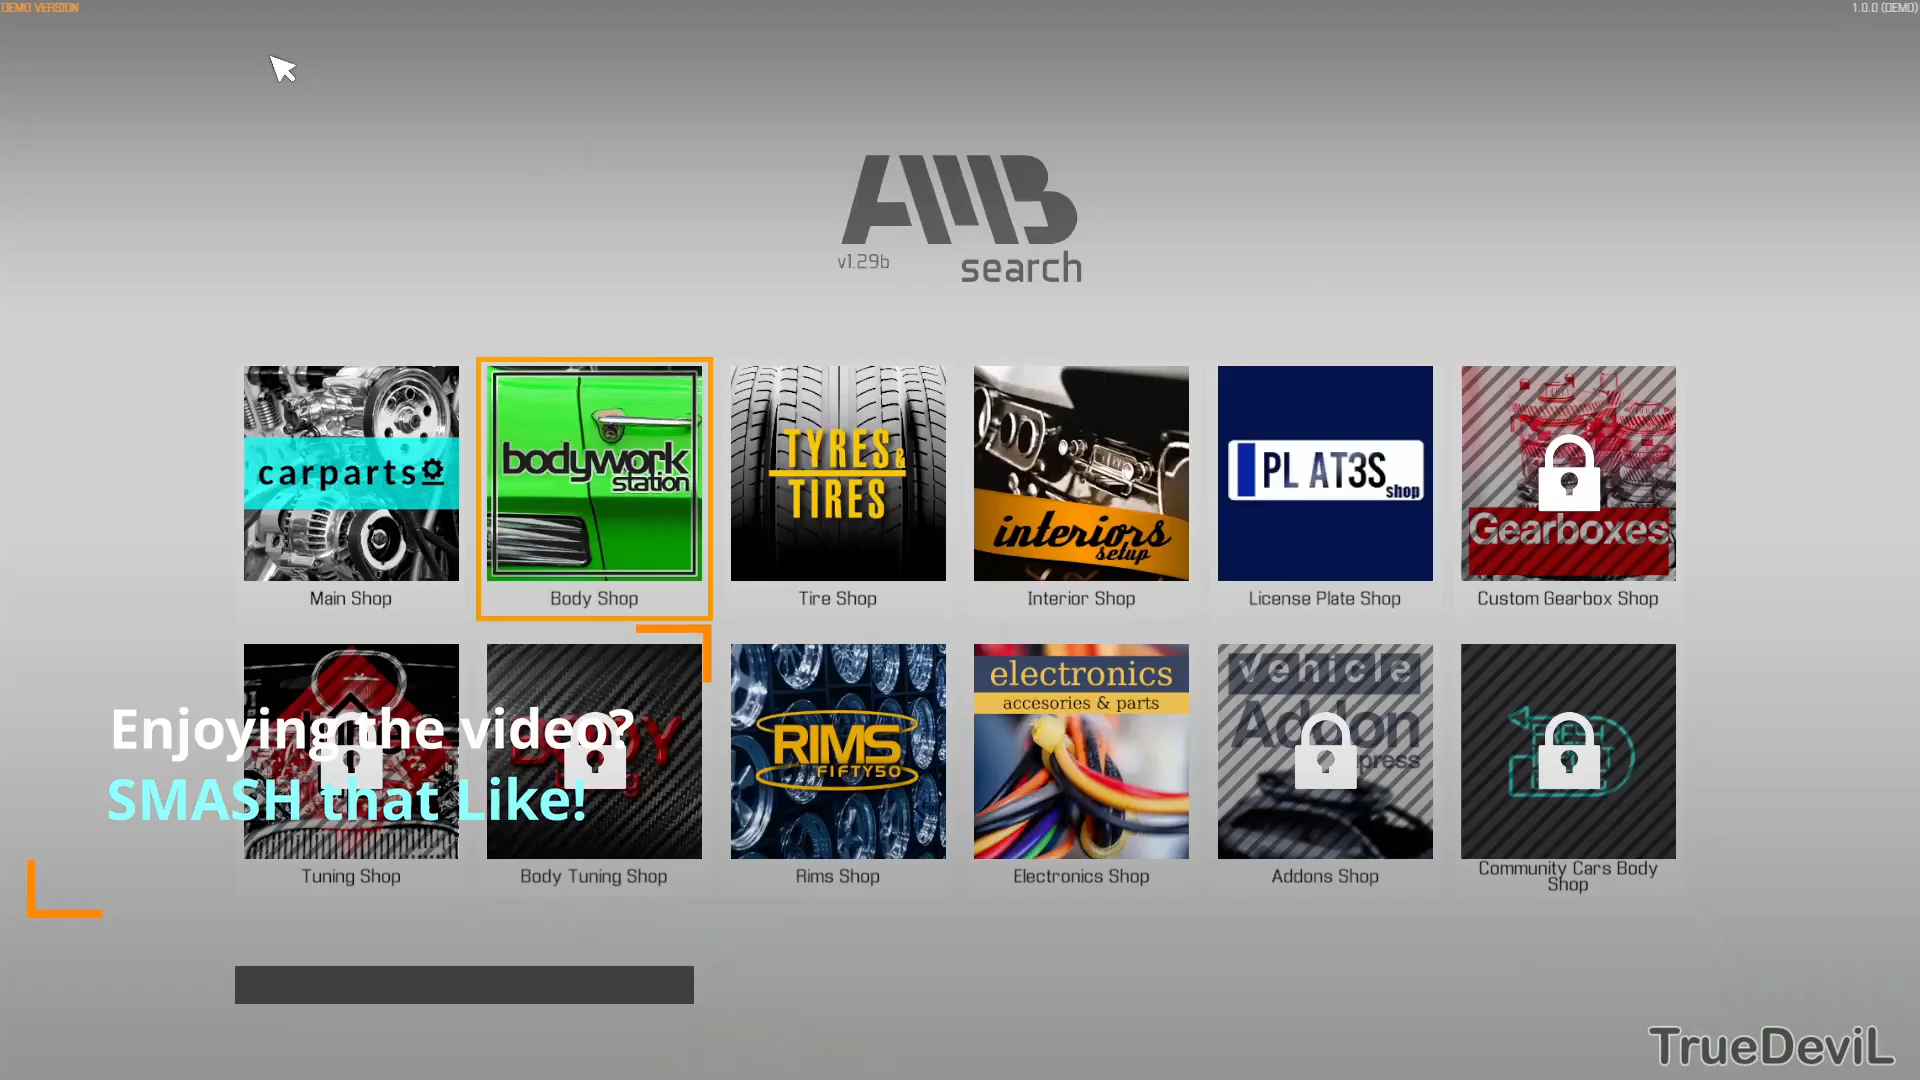 DEMO VERSION
1.0.0 (DEMO)
AMB
v1.29b
search
carparts
bodywork
station
TYRES &
TIRES
interiors
setup
PL AT3S
shop
Gearboxes
Main Shop
Body Shop
Tire Shop
Interior Shop
License Plate Shop
Custom Gearbox Shop
Enjoying the video?
SMASH that Like!
RIMS
FIFTY50
electronics
accesories & parts
vehicle
Addon
Tuning Shop
Body Tuning Shop
Rims Shop
Electronics Shop
Addons Shop
Community Cars Body
Shop
TrueDeviL